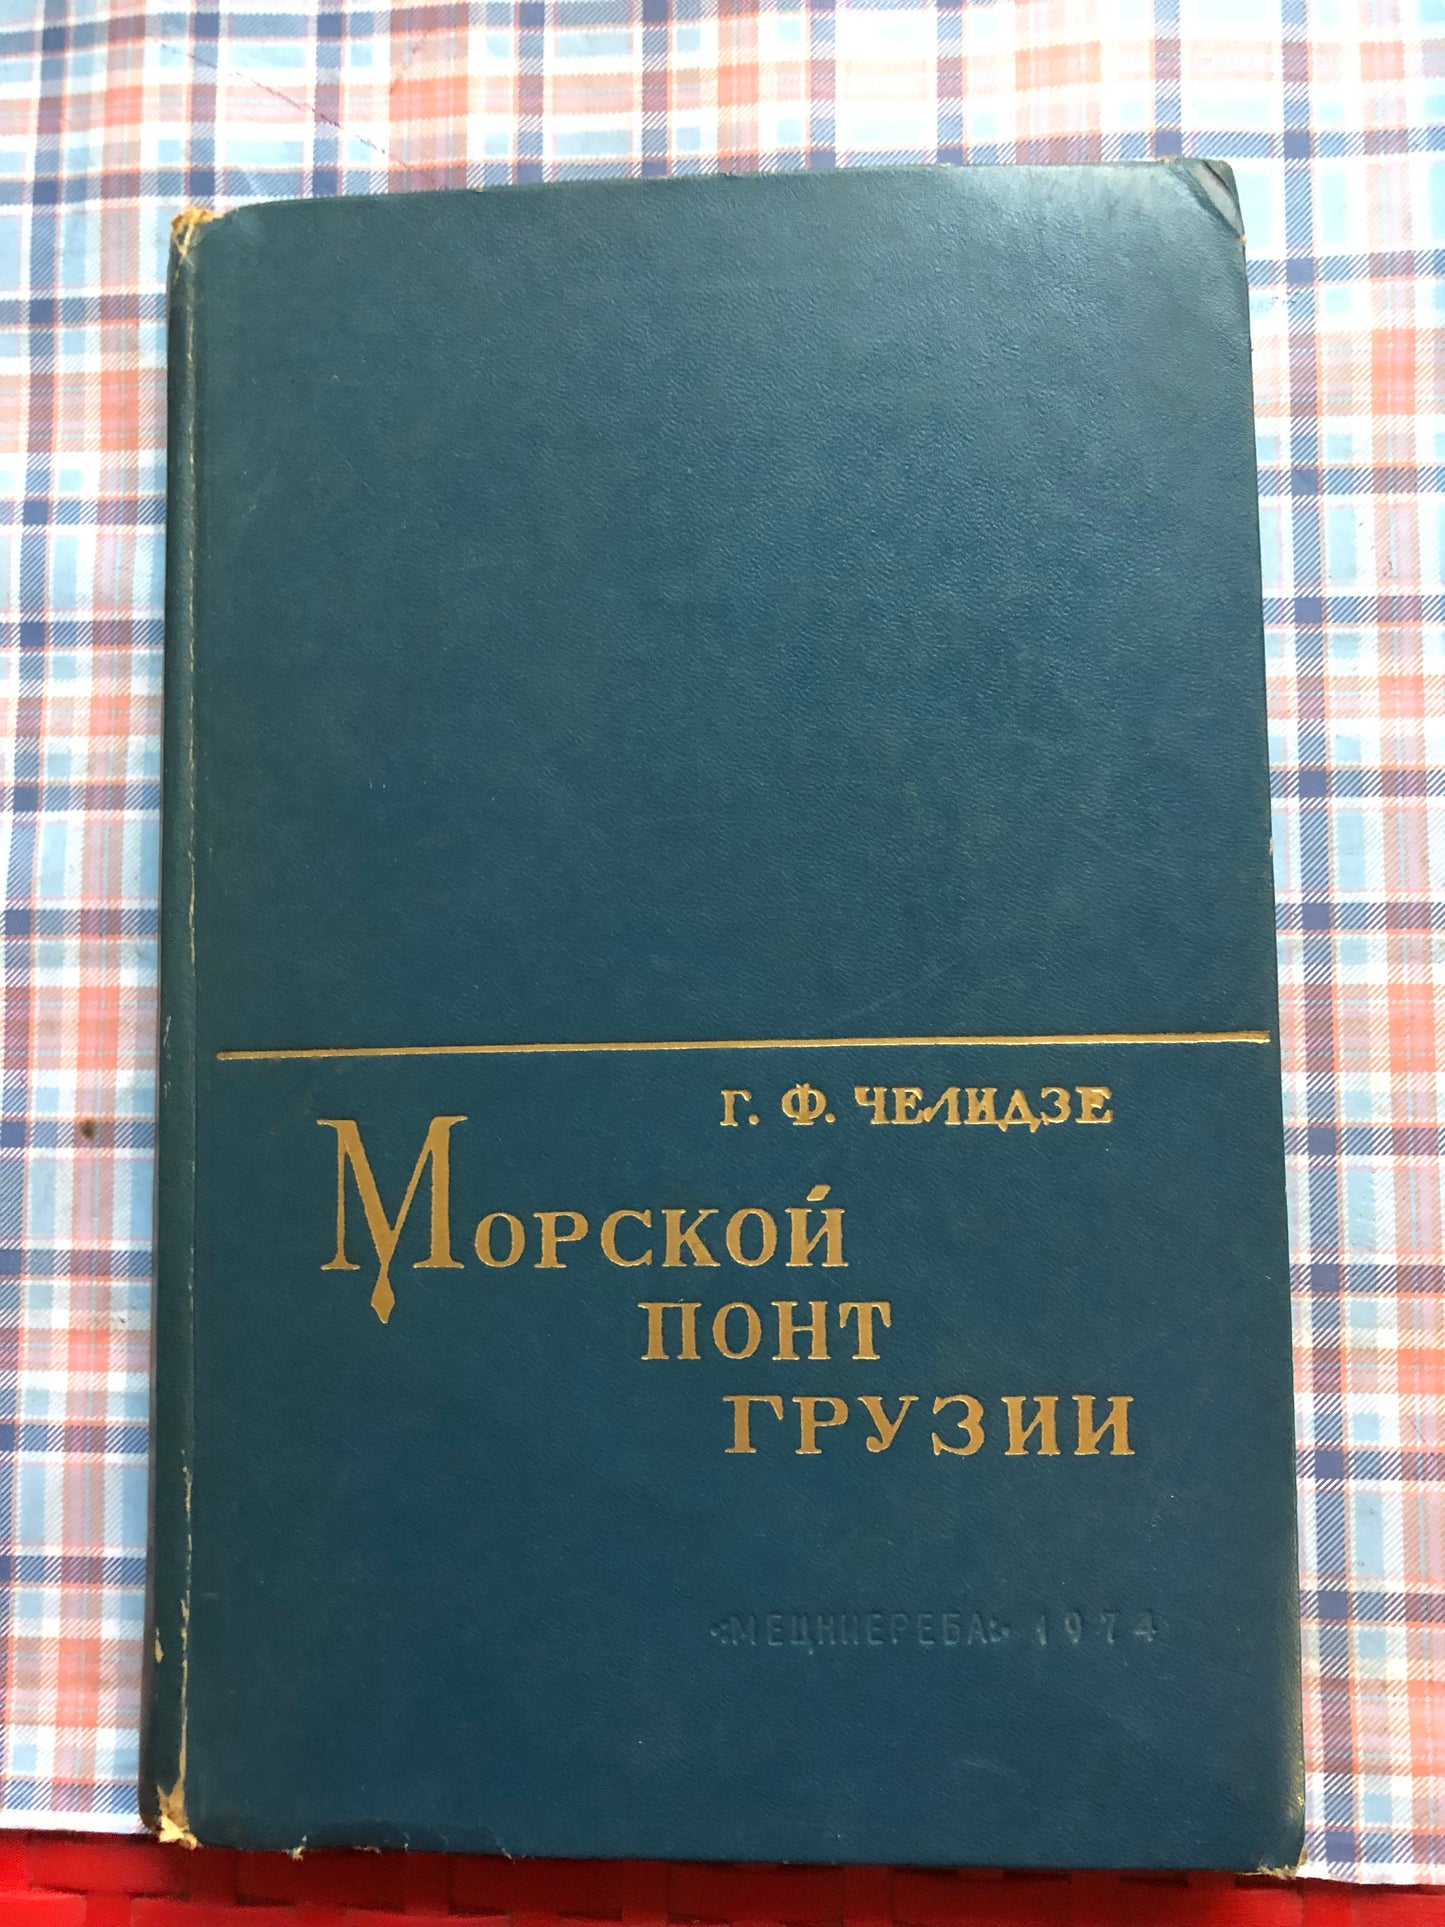 Г. Ф. ЧЕЛИДЗЕ
МОРСКОЙ
ПОНТ
ГРУЗИИ
«МЕЦНИЕРЕБА» 1974